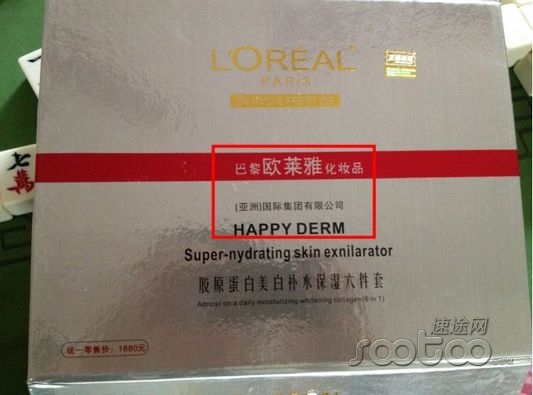 L'ORÉAL
PARIS
DERMO-EXPERTISE
巴黎欧莱雅化妆品
(亚洲)国际集团有限公司
HAPPY DERM
Super-nydrating skin exnilarator
胶原蛋白美白补水保湿六件套
Almost on a daily moisturizing whitening collagen(6 in 1)
统一零售价：1880元
七萬
速途网
sootoo